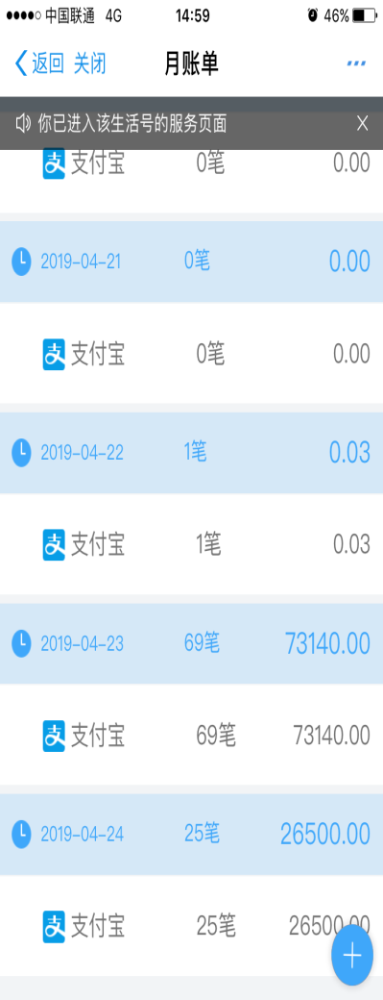 中国联通 4G 14:59 46%
返回 关闭 月账单
你已进入该生活号的服务页面 X
支付宝 0笔 0.00
2019-04-21 0笔 0.00
支付宝 0笔 0.00
2019-04-22 1笔 0.03
支付宝 1笔 0.03
2019-04-23 69笔 73140.00
支付宝 69笔 73140.00
2019-04-24 25笔 26500.00
支付宝 25笔 26500.00